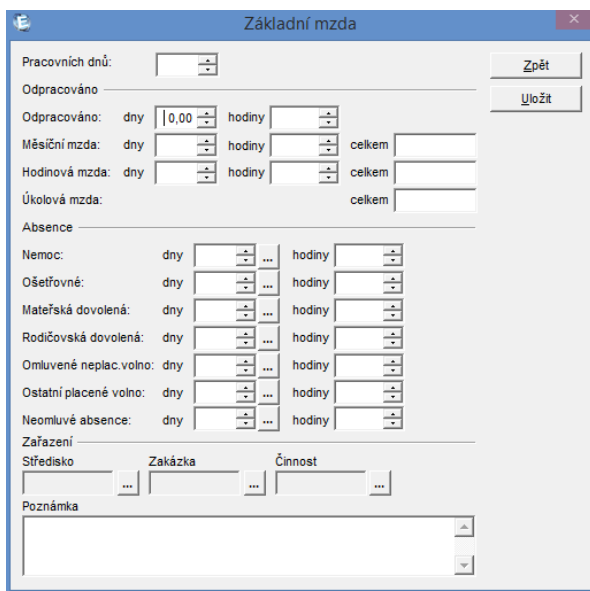 Základní mzda
Pracovních dnů:
Zpět
Odpracováno
Uložit
Odpracováno: dny 0,00 hodiny
Měsíční mzda: dny hodiny celkem
Hodinová mzda: dny hodiny celkem
Úkolová mzda: celkem
Absence
Nemoc: dny ... hodiny
Ošetřovné: dny ... hodiny
Mateřská dovolená: dny ... hodiny
Rodičovská dovolená: dny ... hodiny
Omluvené neplac.volno: dny ... hodiny
Ostatní placené volno: dny ... hodiny
Neomluvé absence: dny ... hodiny
Zařazení
Středisko Zakázka Činnost
... ... ...
Poznámka